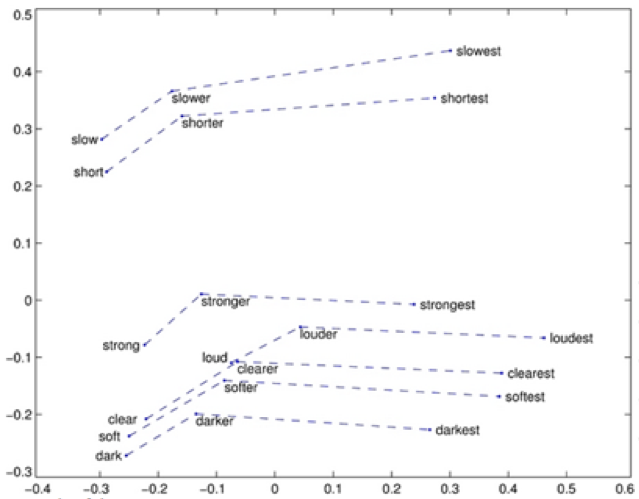 0.5
slowest
0.4
slower
shortest
0.3
shorter
slow
short
0.2
0.1
0
stronger
strongest
louder
loudest
strong
-0.1
loud
clearer
clearest
softer
softest
-0.2
clear
darker
darkest
soft
dark
-0.3
-0.4 -0.3 -0.2 -0.1 0 0.1 0.2 0.3 0.4 0.5 0.6